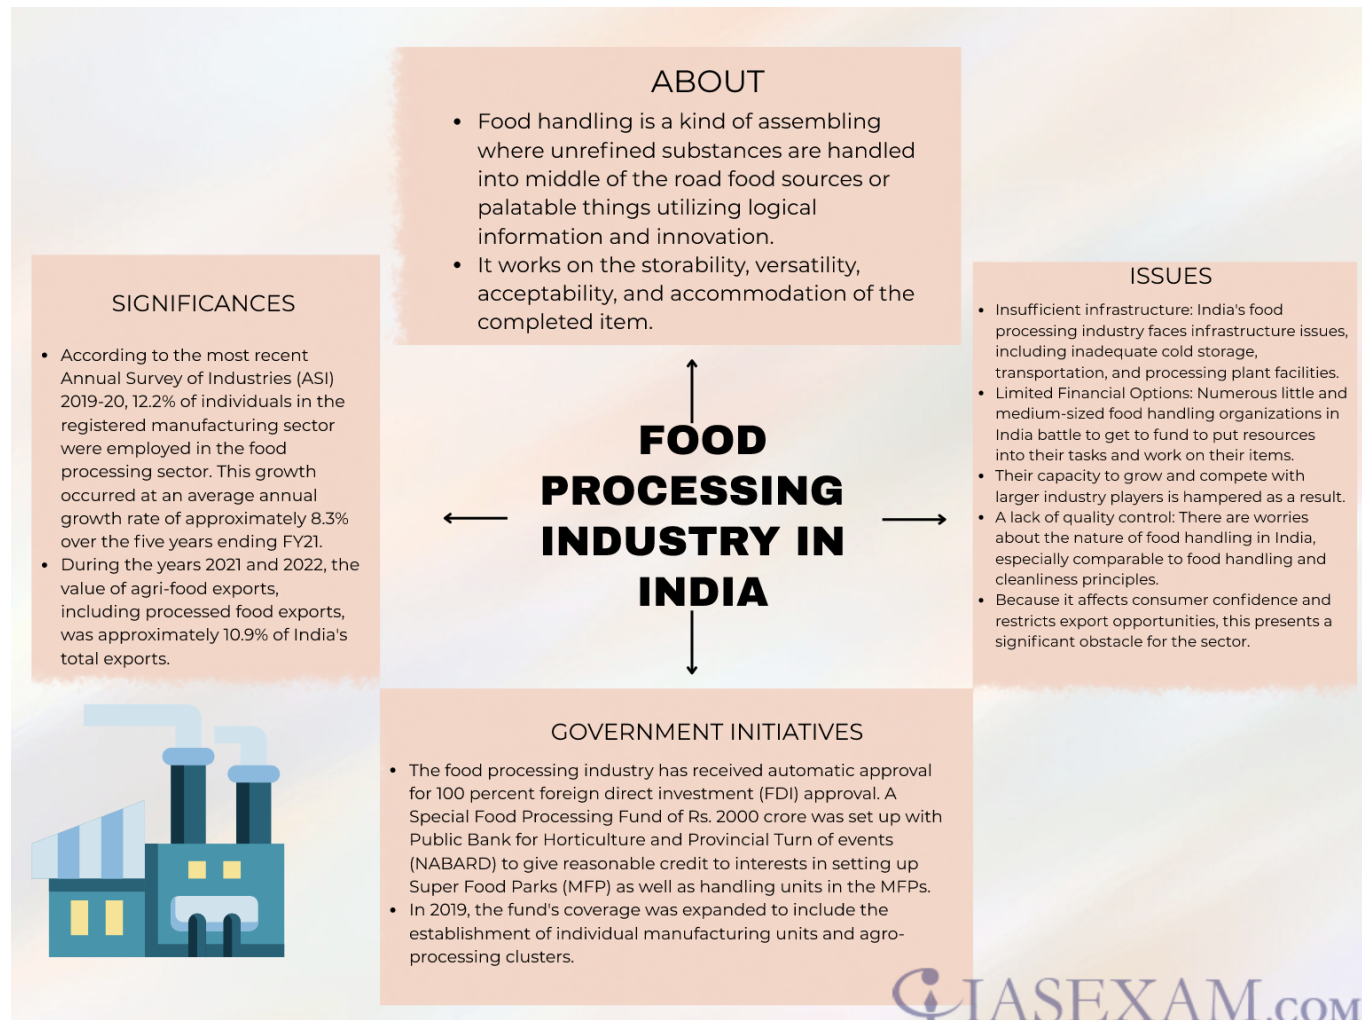 ABOUT
• Food handling is a kind of assembling
where unrefined substances are handled
into middle of the road food sources or
palatable things utilizing logical
information and innovation.
• It works on the storability, versatility,
acceptability, and accommodation of the
completed item.
SIGNIFICANCES
• According to the most recent
Annual Survey of Industries (ASI)
2019-20, 12.2% of individuals in the
registered manufacturing sector
were employed in the food
processing sector. This growth
occurred at an average annual
growth rate of approximately 8.3%
over the five years ending FY21.
• During the years 2021 and 2022, the
value of agri-food exports,
including processed food exports,
was approximately 10.9% of India's
total exports.
FOOD
PROCESSING
INDUSTRY IN
INDIA
ISSUES
• Insufficient infrastructure: India's food
processing industry faces infrastructure issues,
including inadequate cold storage,
transportation, and processing plant facilities.
• Limited Financial Options: Numerous little and
medium-sized food handling organizations in
India battle to get to fund to put resources
into their tasks and work on their items.
• Their capacity to grow and compete with
larger industry players is hampered as a result.
• A lack of quality control: There are worries
about the nature of food handling in India,
especially comparable to food handling and
cleanliness principles.
• Because it affects consumer confidence and
restricts export opportunities, this presents a
significant obstacle for the sector.
GOVERNMENT INITIATIVES
• The food processing industry has received automatic approval
for 100 percent foreign direct investment (FDI) approval. A
Special Food Processing Fund of Rs. 2000 crore was set up with
Public Bank for Horticulture and Provincial Turn of events
(NABARD) to give reasonable credit to interests in setting up
Super Food Parks (MFP) as well as handling units in the MFPs.
• In 2019, the fund's coverage was expanded to include the
establishment of individual manufacturing units and agro-
processing clusters.
IASEXAM.COM